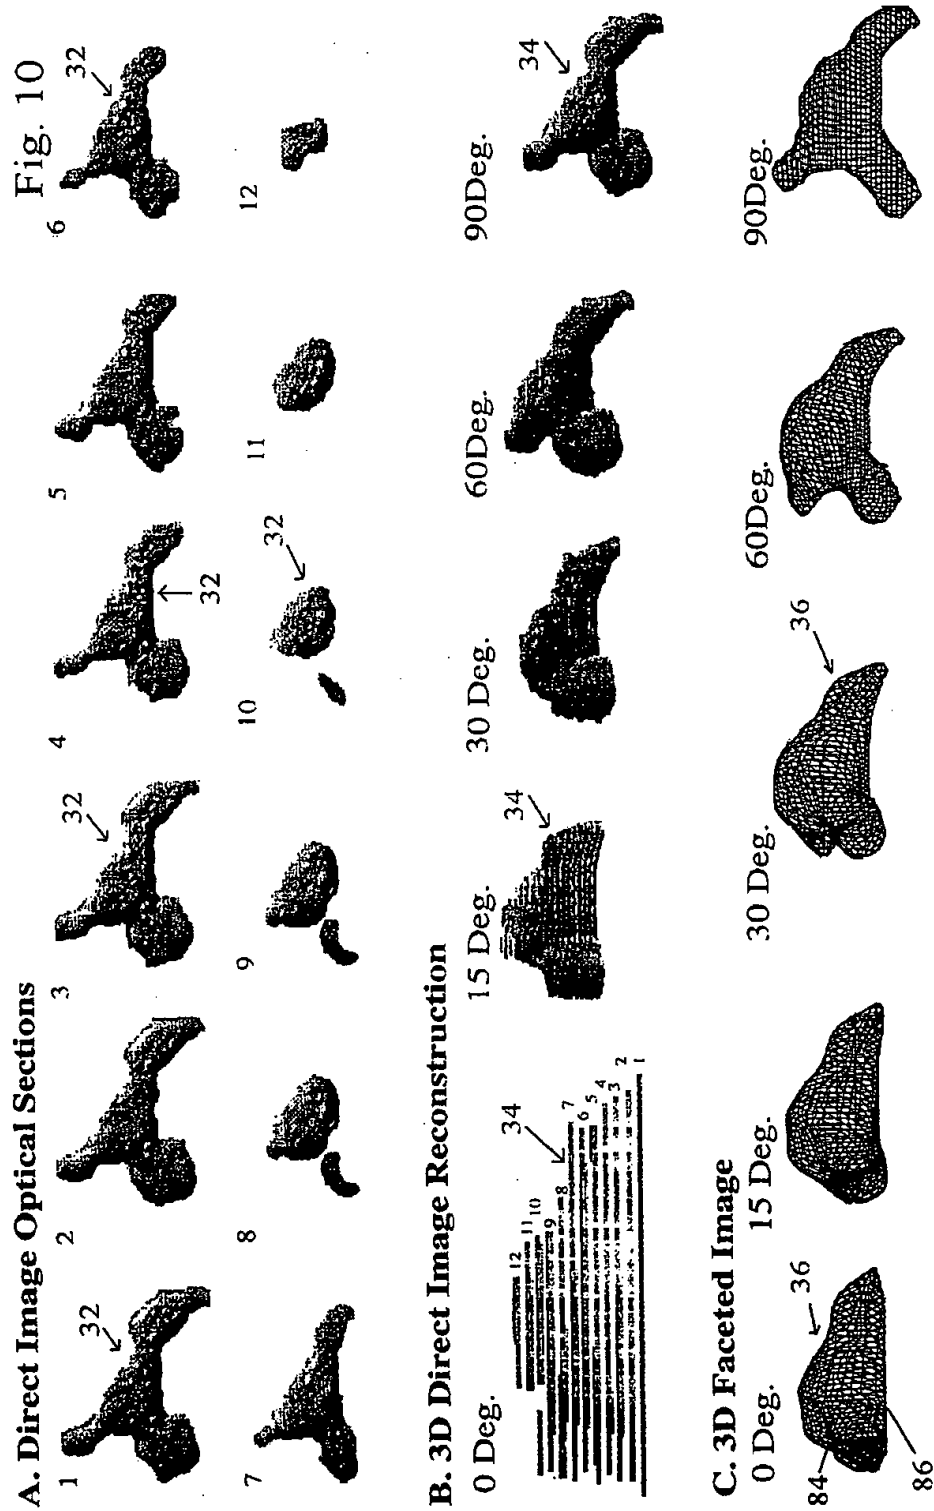 Fig. 10
A. Direct Image Optical Sections
1
32
2
3
32
4
32
5
6
32
7
8
9
10
32
11
12
B. 3D Direct Image Reconstruction
0 Deg.
34
12
11
10
9
8
7
6
5
4
3
2
1
15 Deg.
34
30 Deg.
60Deg.
90Deg.
34
C. 3D Faceted Image
0 Deg.
84
36
86
15 Deg.
30 Deg.
36
60Deg.
90Deg.